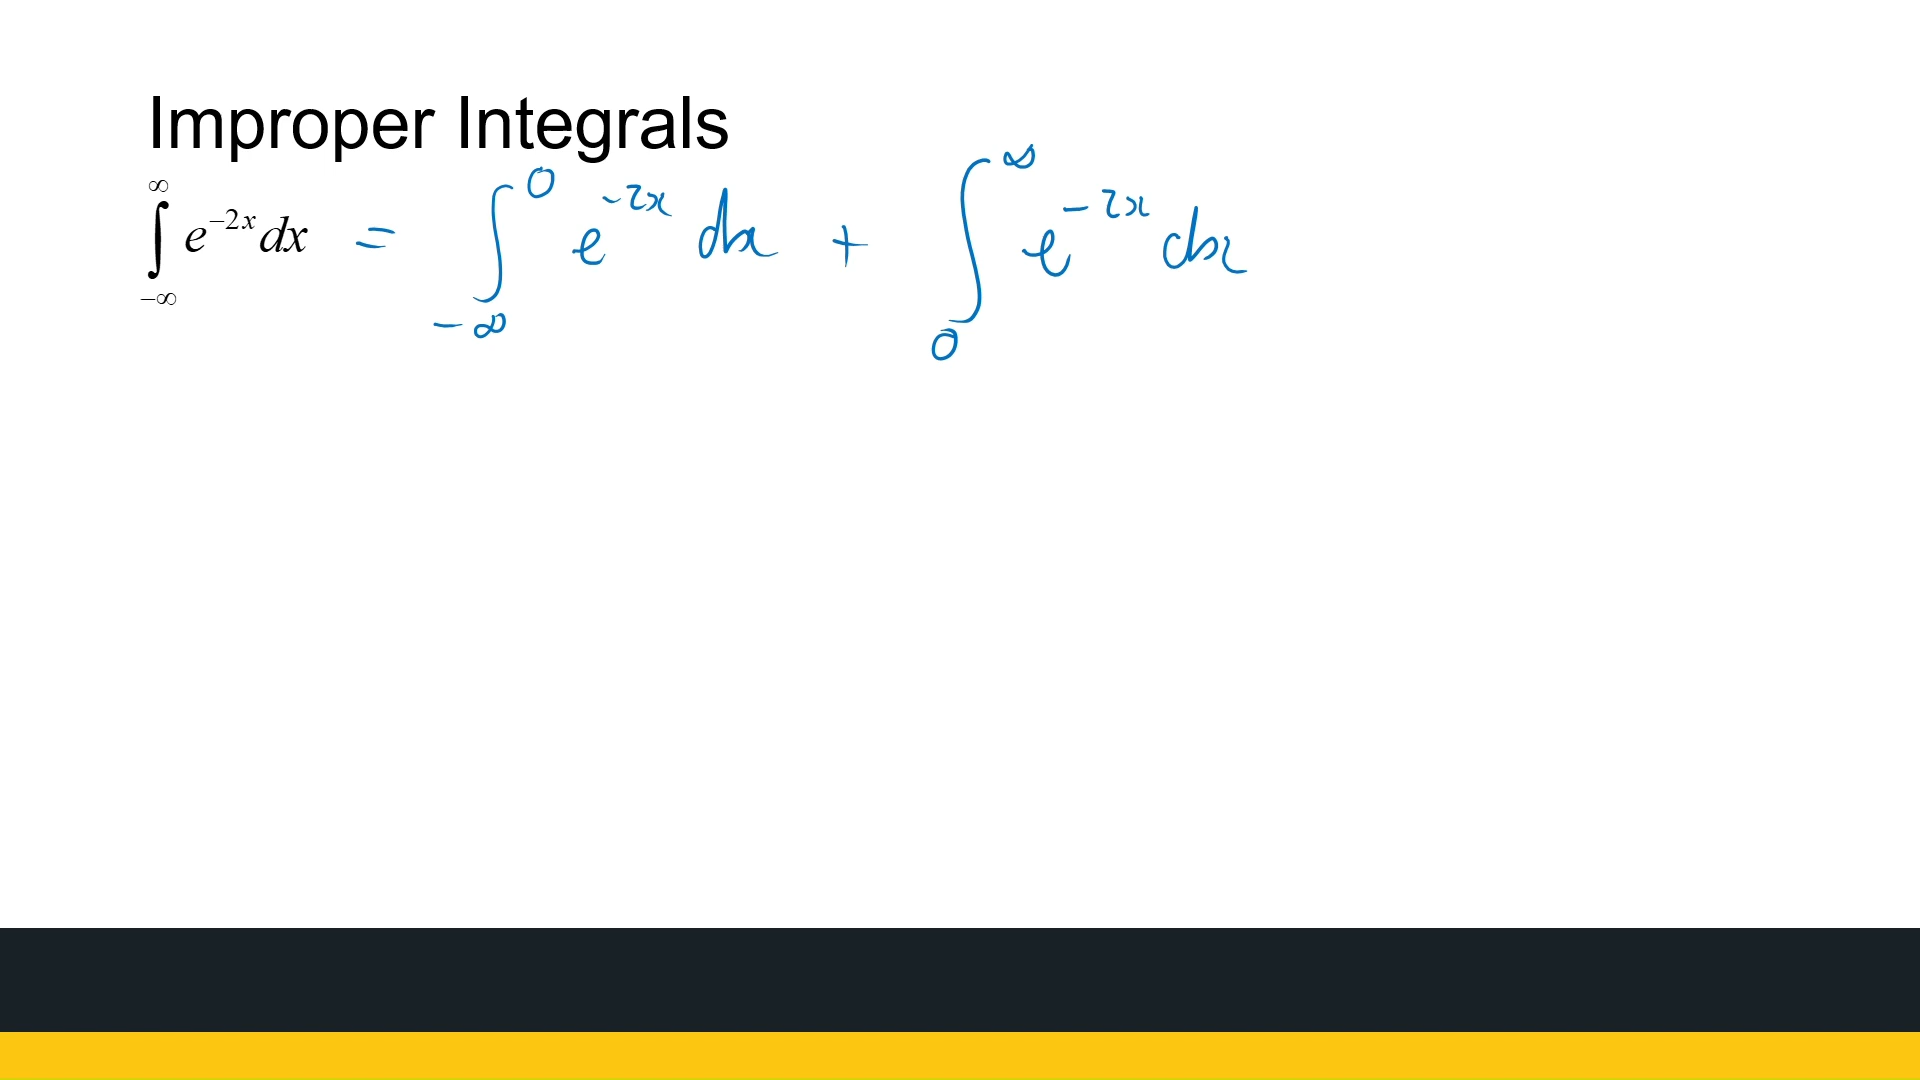 Improper Integrals
∫_{-∞}^{∞} e^{-2x} dx = ∫_{-∞}^{0} e^{-2x} dx + ∫_{0}^{∞} e^{-2x} dx